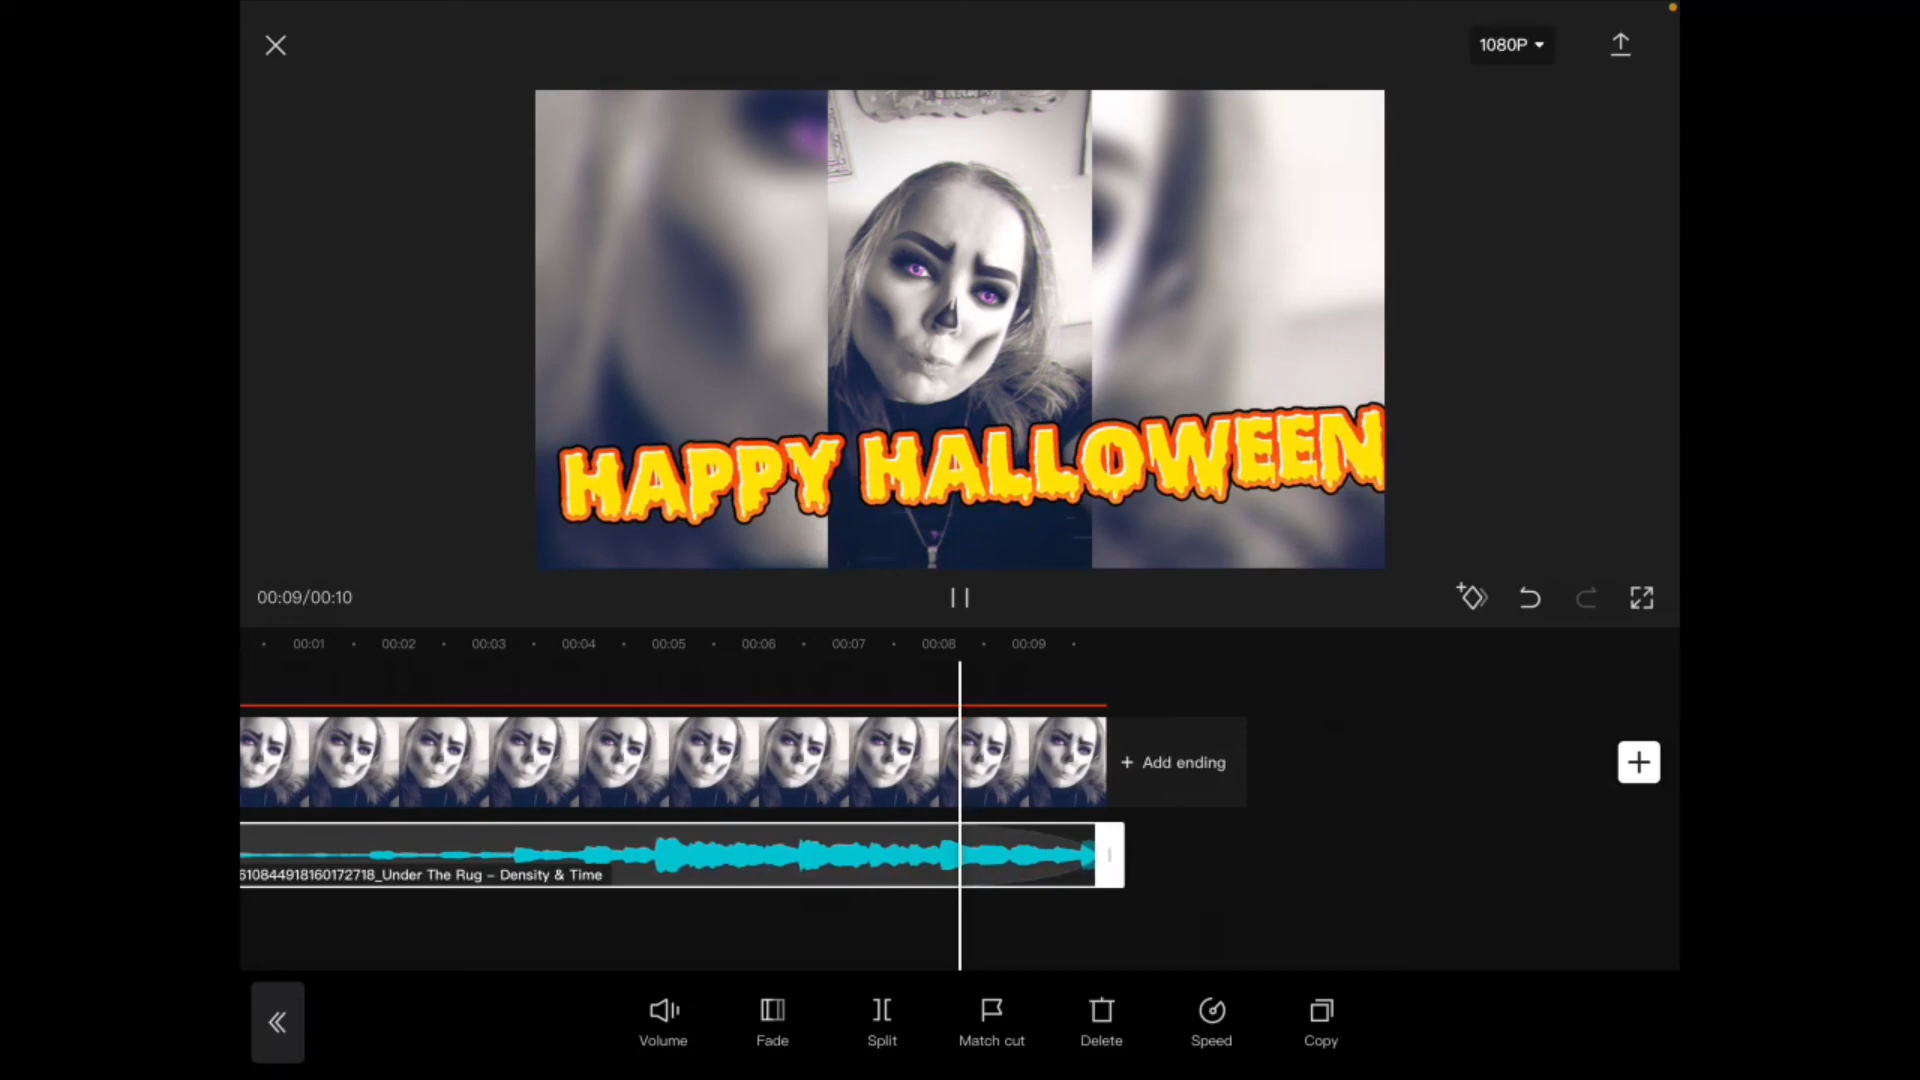 1080P
HAPPY HALLOWEEN
00:09/00:10
00:01 00:02 00:03 00:04 00:05 00:06 00:07 00:08 00:09
+ Add ending
610844918160172718_Under The Rug – Density & Time
Volume Fade Split Match cut Delete Speed Copy